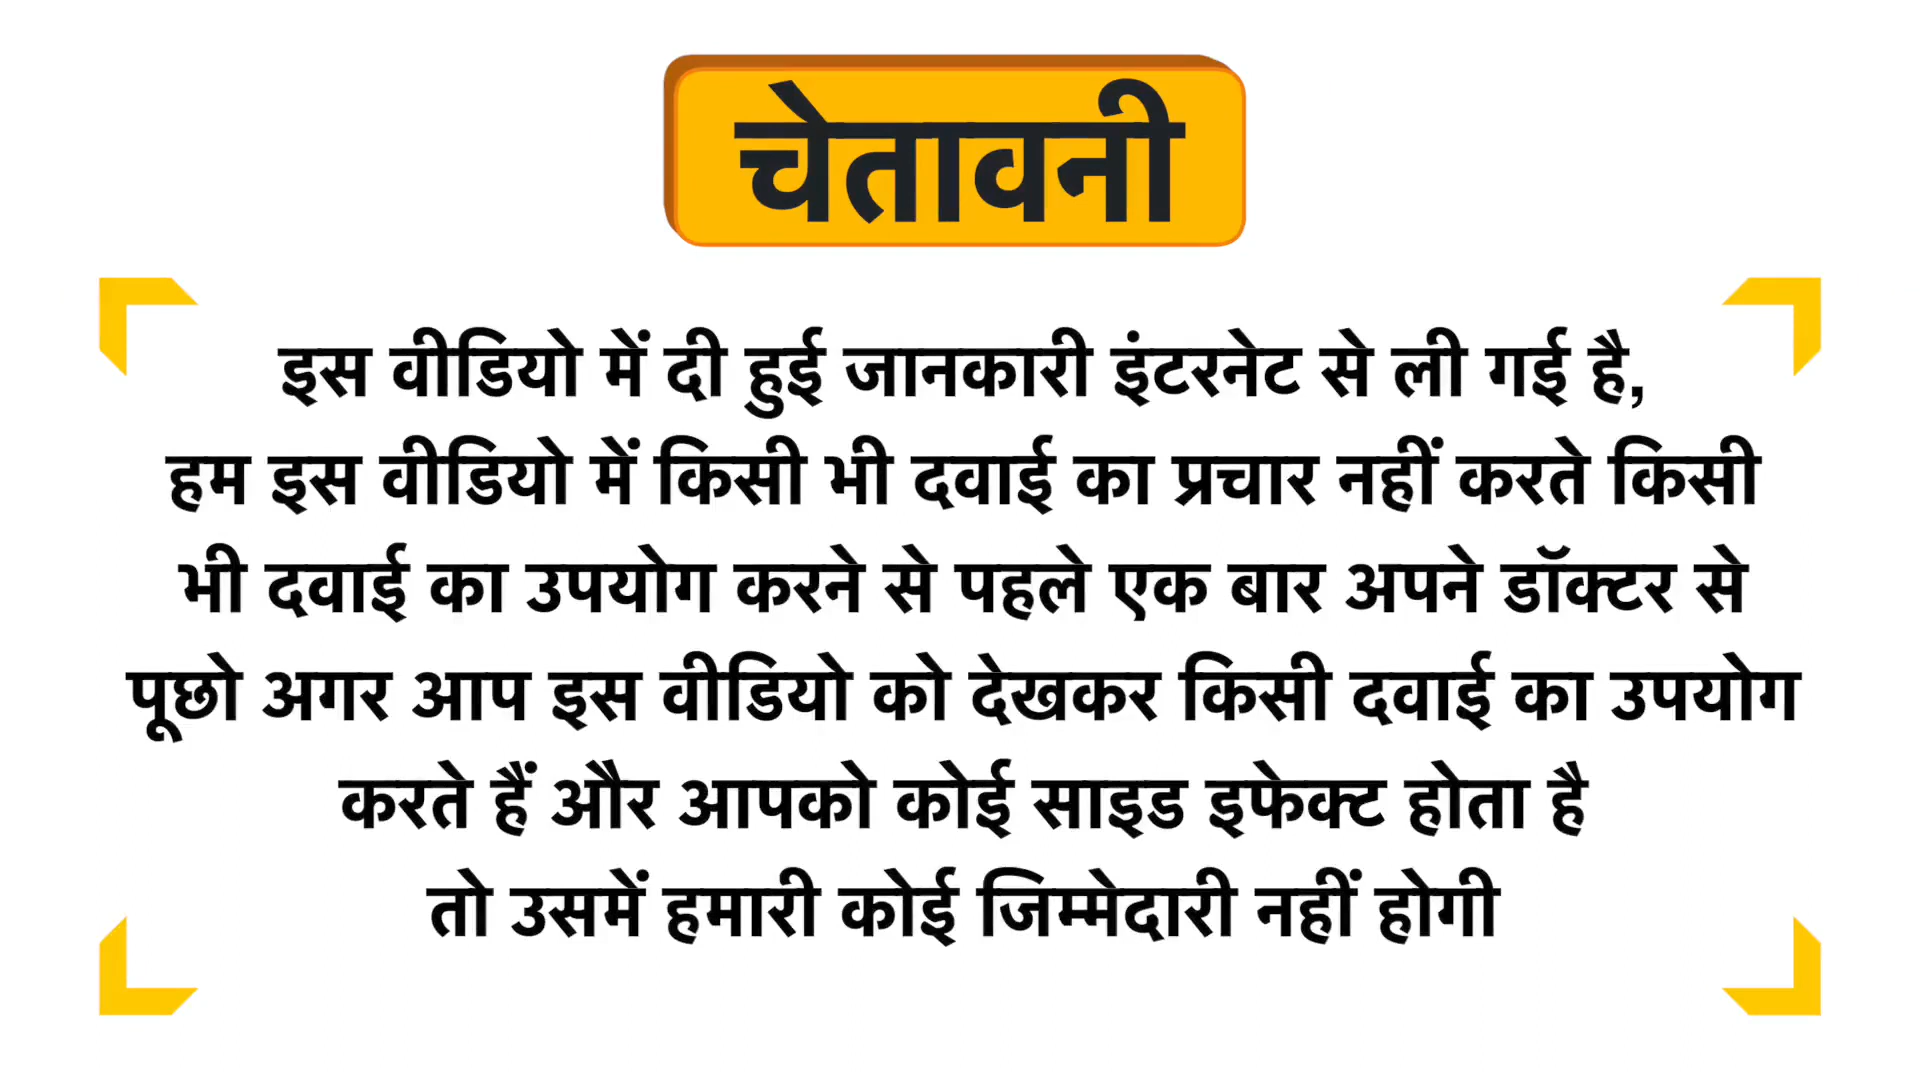 चेतावनी
इस वीडियो में दी हुई जानकारी इंटरनेट से ली गई है,
हम इस वीडियो में किसी भी दवाई का प्रचार नहीं करते किसी
भी दवाई का उपयोग करने से पहले एक बार अपने डॉक्टर से
पूछो अगर आप इस वीडियो को देखकर किसी दवाई का उपयोग
करते हैं और आपको कोई साइड इफेक्ट होता है
तो उसमें हमारी कोई जिम्मेदारी नहीं होगी